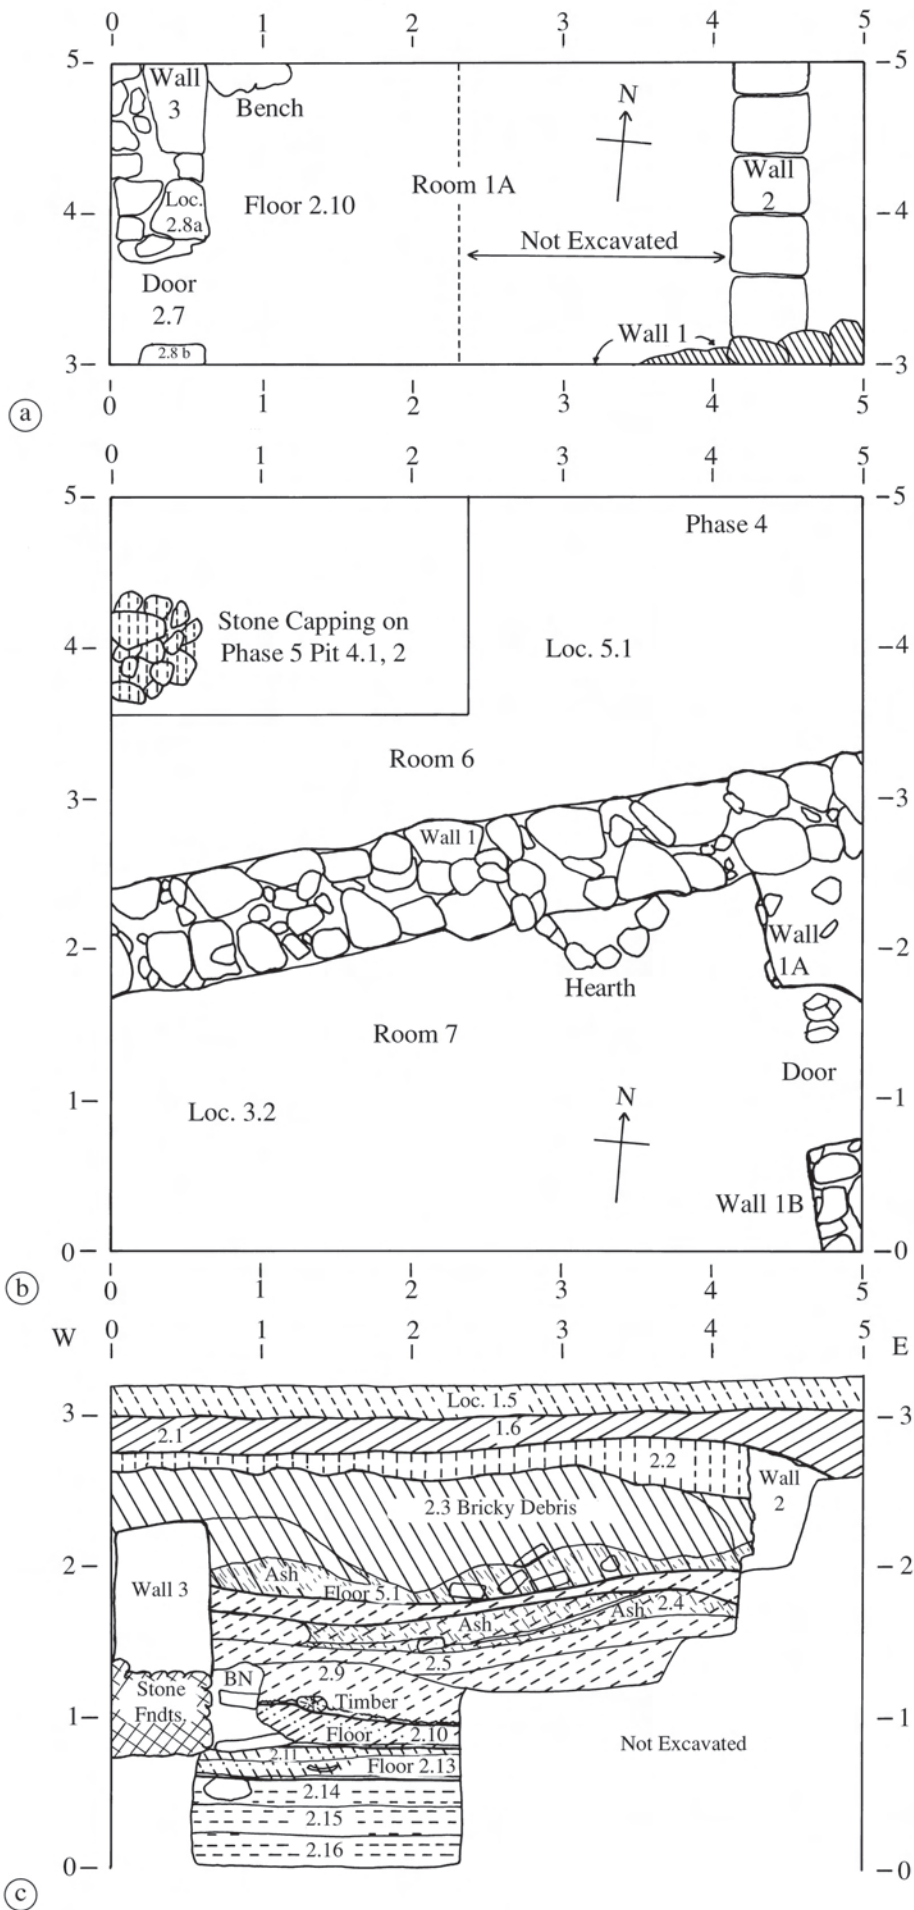 0 1 2 3 4 5
5 5
Wall
3
Bench
N
Room 1A
Wall
2
Loc.
2.8a
Floor 2.10
4 4
Not Excavated
Door
2.7
2.8 b
Wall 1
3 3
0 1 2 3 4 5
a
0 1 2 3 4 5
5 5
Phase 4
Stone Capping on
Phase 5 Pit 4.1, 2
4 4
Loc. 5.1
Room 6
3 3
Wall 1
2 2
Wall
1A
Hearth
Room 7
Door
1 1
Loc. 3.2
N
Wall 1B
0 0
b
0 1 2 3 4 5
W 0 1 2 3 4 5 E
Loc. 1.5
3 3
2.1 1.6
2.2
Wall
2
2.3 Bricky Debris
2 2
Ash
Wall 3
Floor 5.1
Ash 2.4
Ash
2.5
BN 2.9
Stone
Fndts.
Timber
1 1
Floor 2.10
2.11
Not Excavated
Floor 2.13
2.14
2.15
2.16
0 0
c